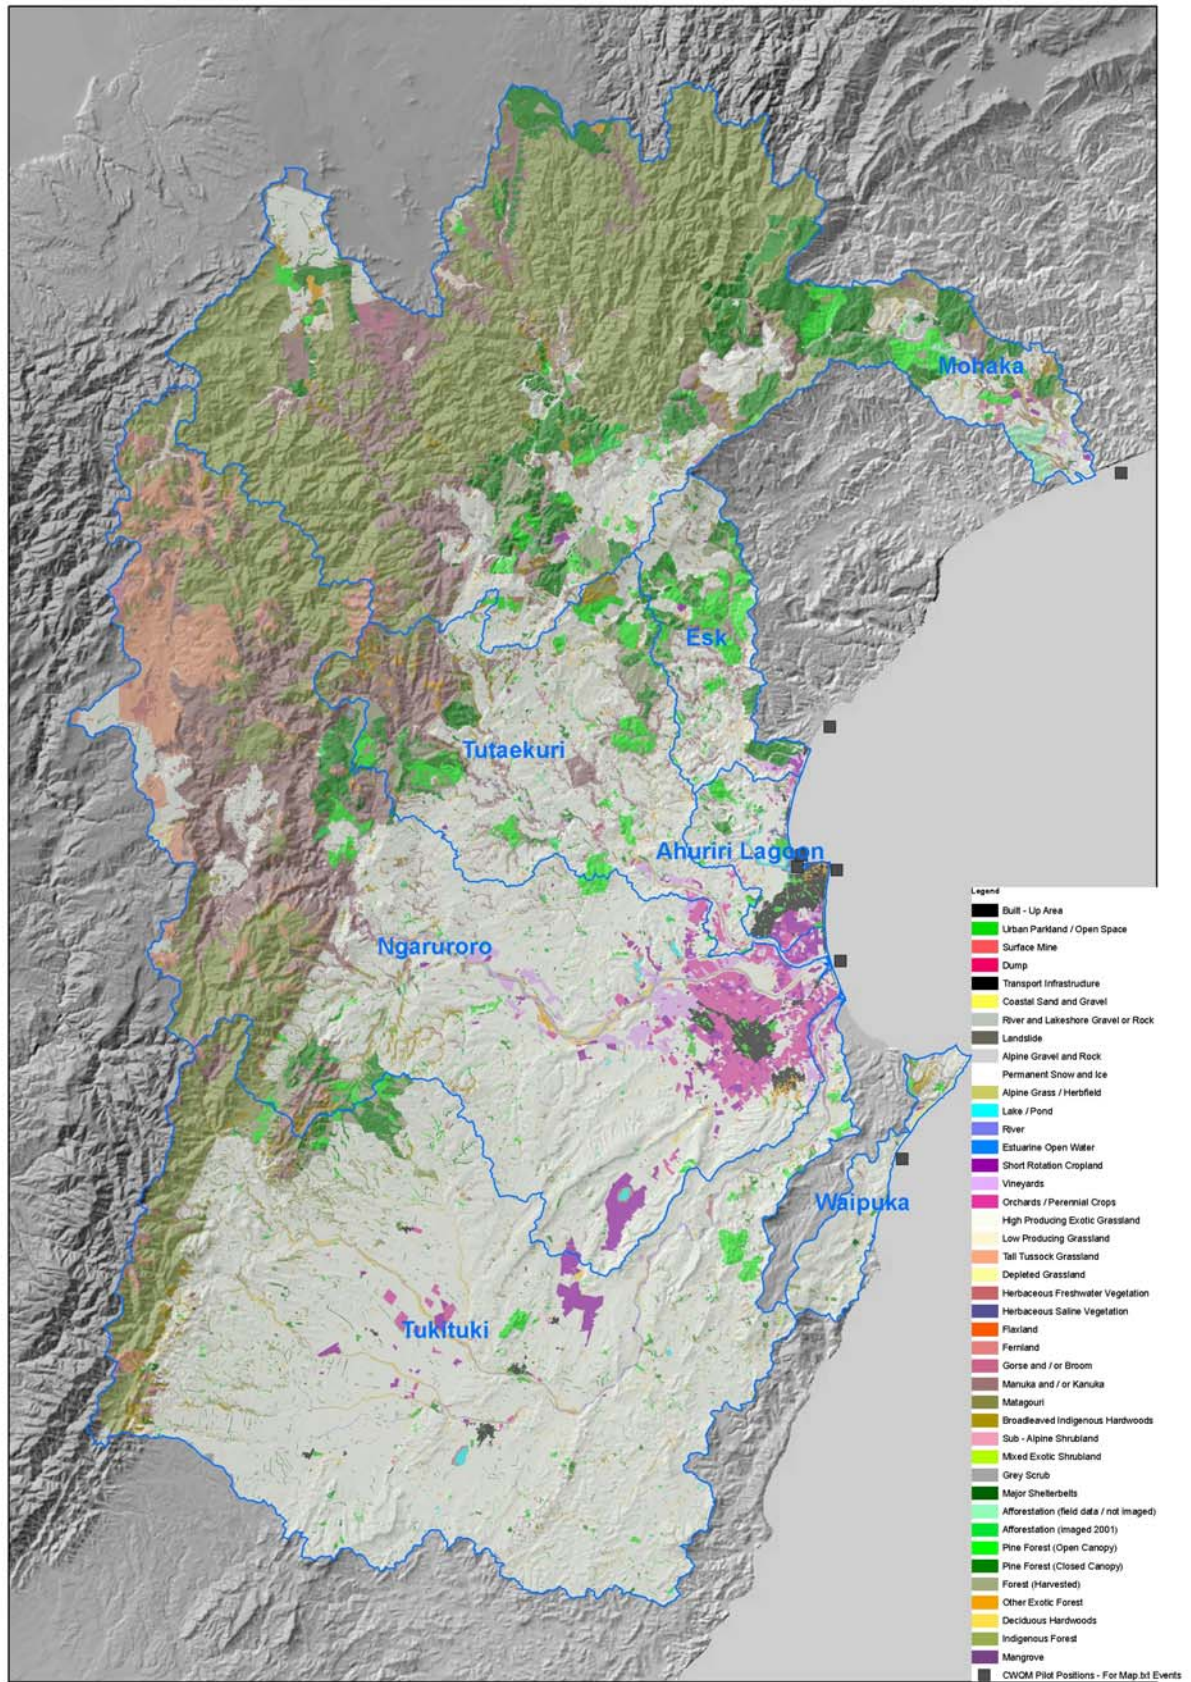 Mohaka
Esk
Tutaekuri
Ahuriri Lagoon
Ngaruroro
Waipuka
Tukituki
Legend
Built - Up Area
Urban Parkland / Open Space
Surface Mine
Dump
Transport Infrastructure
Coastal Sand and Gravel
River and Lakeshore Gravel or Rock
Landslide
Alpine Gravel and Rock
Permanent Snow and Ice
Alpine Grass / Herbfield
Lake / Pond
River
Estuarine Open Water
Short Rotation Cropland
Vineyards
Orchards / Perennial Crops
High Producing Exotic Grassland
Low Producing Grassland
Tall Tussock Grassland
Depleted Grassland
Herbaceous Freshwater Vegetation
Herbaceous Saline Vegetation
Flaxland
Fernland
Gorse and / or Broom
Manuka and / or Kanuka
Matagouri
Broadleaved Indigenous Hardwoods
Sub - Alpine Shrubland
Mixed Exotic Shrubland
Grey Scrub
Major Shelterbelts
Afforestation (field data / not imaged)
Afforestation (imaged 2001)
Pine Forest (Open Canopy)
Pine Forest (Closed Canopy)
Forest (Harvested)
Other Exotic Forest
Deciduous Hardwoods
Indigenous Forest
Mangrove
CWQM Pilot Positions - For Map.txt Events